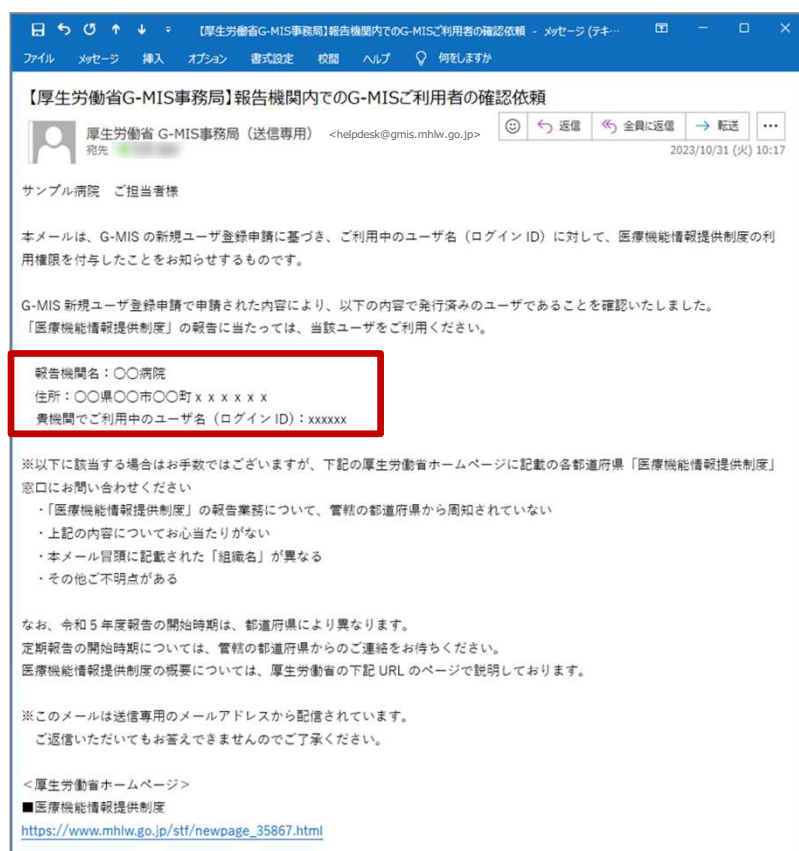 【厚生労働省G-MIS事務局】報告機関内でのG-MISご利用者の確認依頼 - メッセージ (テキ…
ファイル メッセージ 挿入 オプション 書式設定 校閲 ヘルプ 何をしますか
【厚生労働省G-MIS事務局】報告機関内でのG-MISご利用者の確認依頼
厚生労働省 G-MIS事務局（送信専用） <helpdesk@gmis.mhlw.go.jp>
返信 全員に返信 転送
宛先
2023/10/31 (火) 10:17
サンプル病院　ご担当者様
本メールは、G-MIS の新規ユーザ登録申請に基づき、ご利用中のユーザ名（ログイン ID）に対して、医療機能情報提供制度の利
用権限を付与したことをお知らせするものです。
G-MIS 新規ユーザ登録申請で申請された内容により、以下の内容で発行済みのユーザであることを確認いたしました。
「医療機能情報提供制度」の報告に当たっては、当該ユーザをご利用ください。
報告機関名：〇〇病院
住所：〇〇県〇〇市〇〇町ｘｘｘｘｘｘ
貴機関でご利用中のユーザ名（ログイン ID）：xxxxxx
※以下に該当する場合はお手数ではございますが、下記の厚生労働省ホームページに記載の各都道府県「医療機能情報提供制度」
窓口にお問い合わせください
・「医療機能情報提供制度」の報告業務について、管轄の都道府県から周知されていない
・上記の内容についてお心当たりがない
・本メール冒頭に記載された「組織名」が異なる
・その他ご不明点がある
なお、令和５年度報告の開始時期は、都道府県により異なります。
定期報告の開始時期については、管轄の都道府県からのご連絡をお待ちください。
医療機能情報提供制度の概要については、厚生労働省の下記 URL のページで説明しております。
※このメールは送信専用のメールアドレスから配信されています。
ご返信いただいてもお答えできませんのでご了承ください。
＜厚生労働省ホームページ＞
■医療機能情報提供制度
https://www.mhlw.go.jp/stf/newpage_35867.html